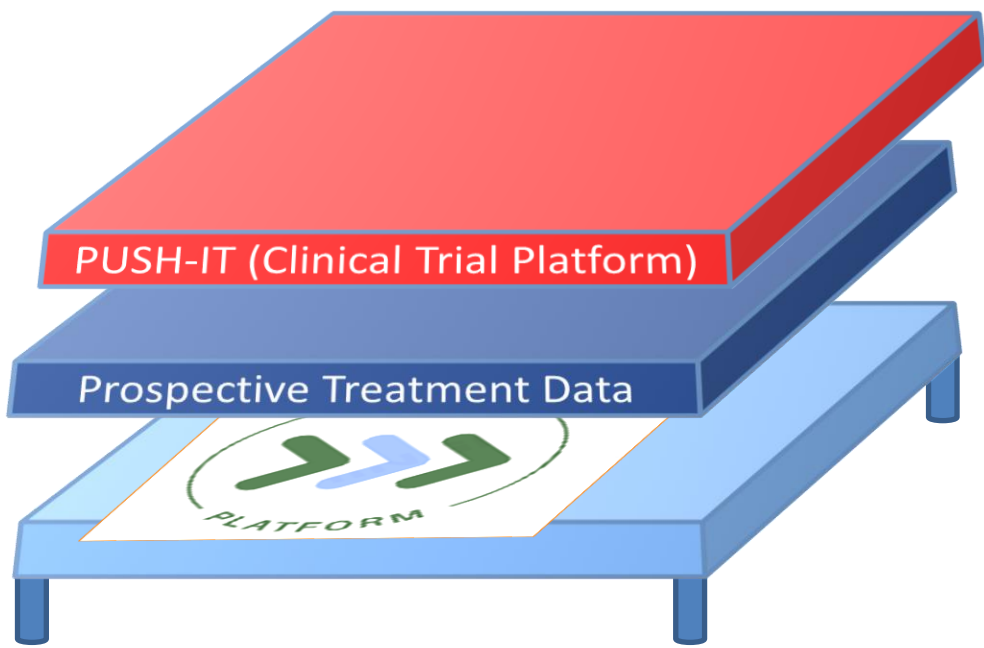 PUSH-IT (Clinical Trial Platform)
Prospective Treatment Data
PLATFORM